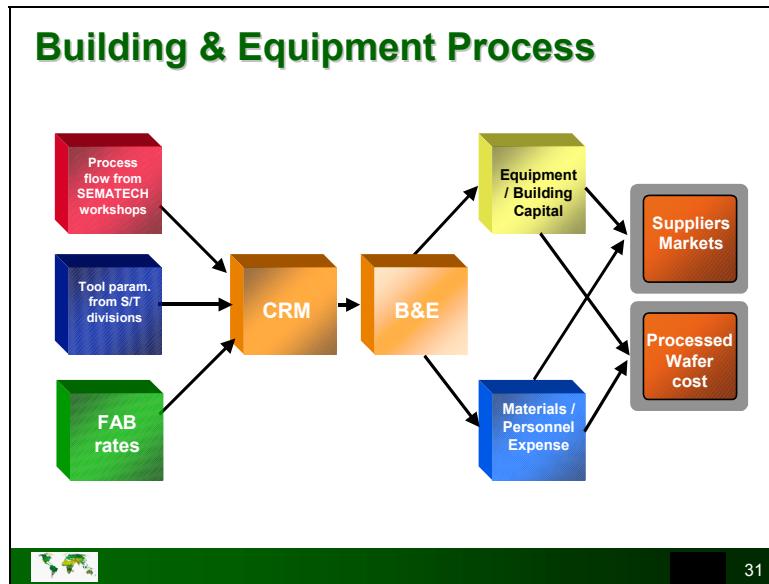 Building & Equipment Process
Process
flow from
SEMATECH
workshops
Tool param.
from S/T
divisions
FAB
rates
CRM
B&E
Equipment
/ Building
Capital
Materials /
Personnel
Expense
Suppliers
Markets
Processed
Wafer
cost
31